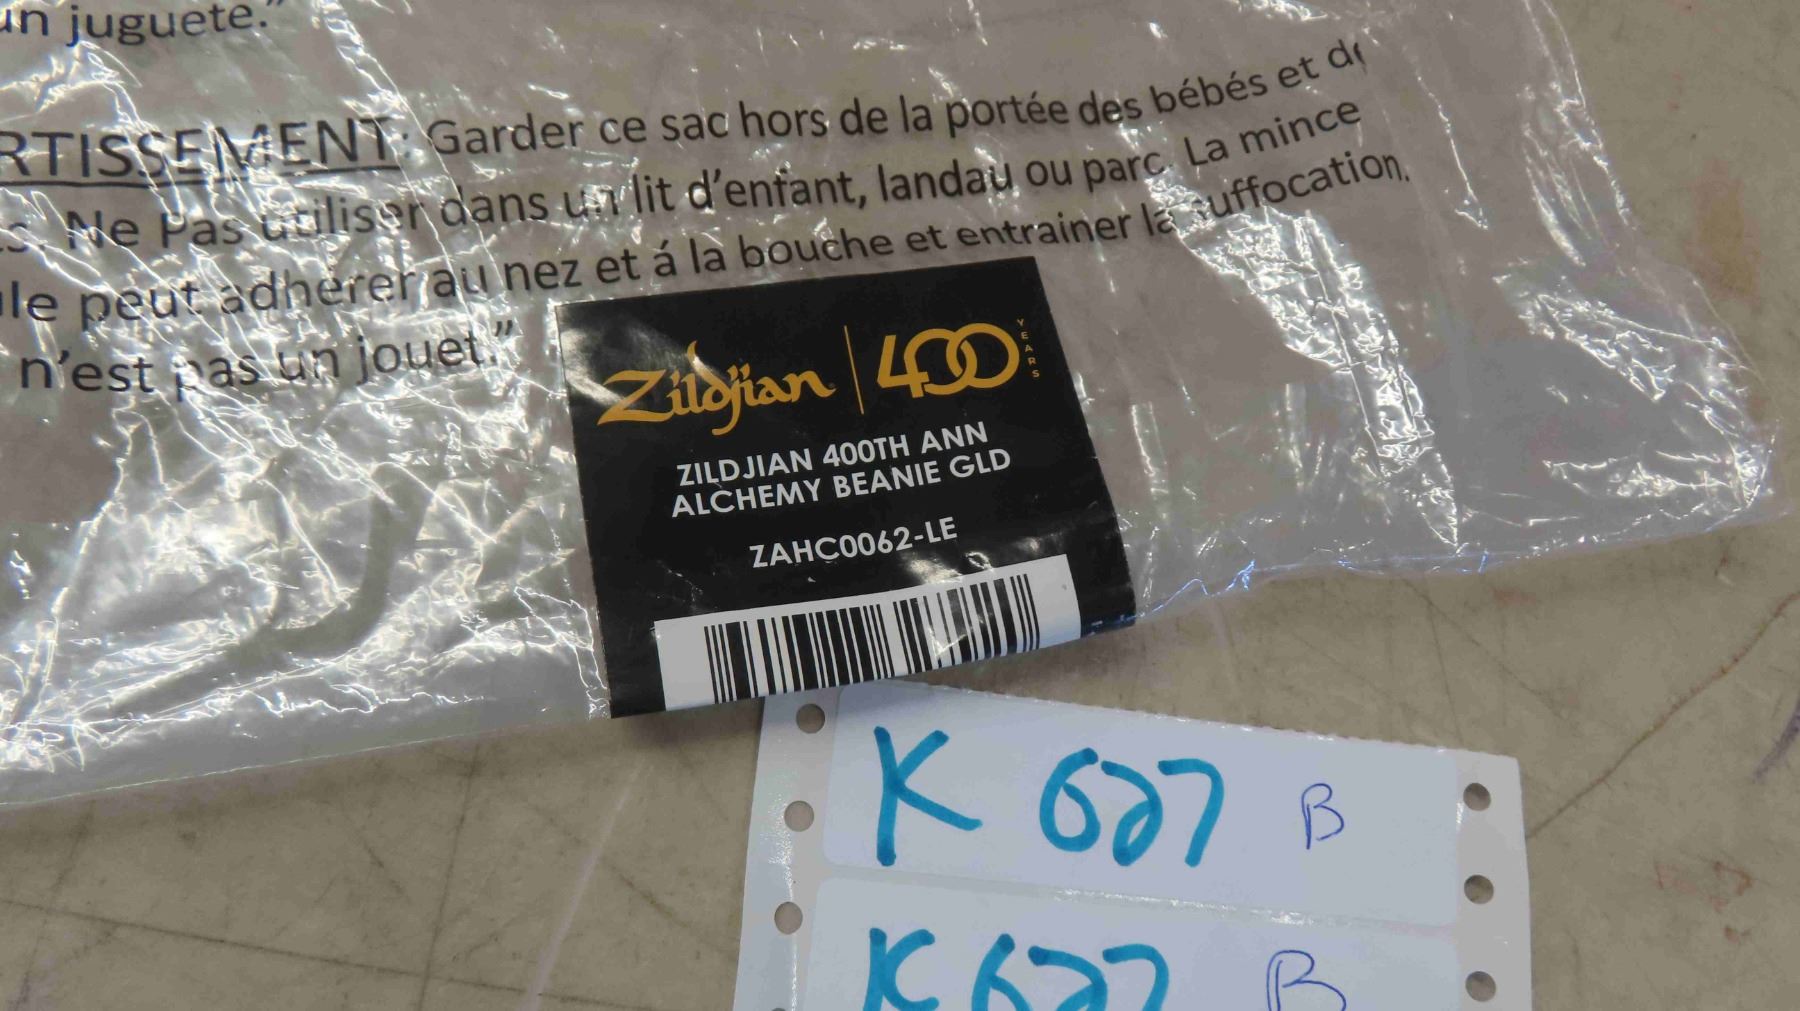 un juguete."
RTISSEMENT: Garder ce sac hors de la portée des bébés et de
s. Ne Pas utiliser dans un lit d'enfant, landau ou parc. La mince
ule peut adhérer au nez et á la bouche et entrainer la suffocation.
n'est pas un jouet."
Zildjian 400 YEARS
ZILDJIAN 400TH ANN
ALCHEMY BEANIE GLD
ZAHC0062-LE
K 627 B
K 627 B